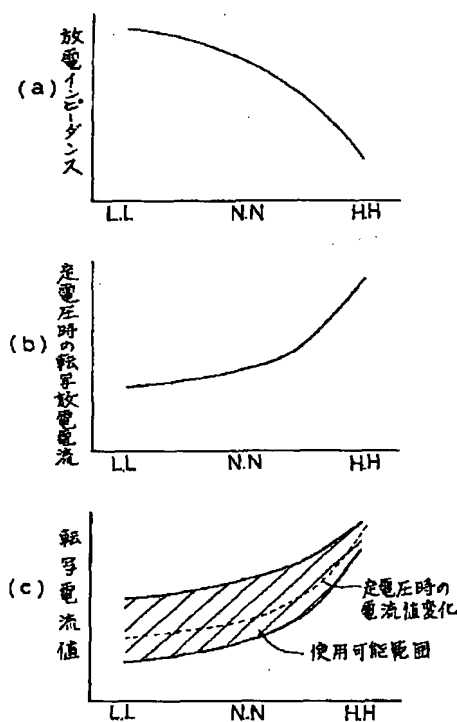 (a)
放電インピーダンス
L.L
N.N
H.H
(b)
定電圧時の転写放電電流
L.L
N.N
H.H
(c)
転写電流値
定電圧時の
電流値変化
使用可能範囲
L.L
N.N
H.H